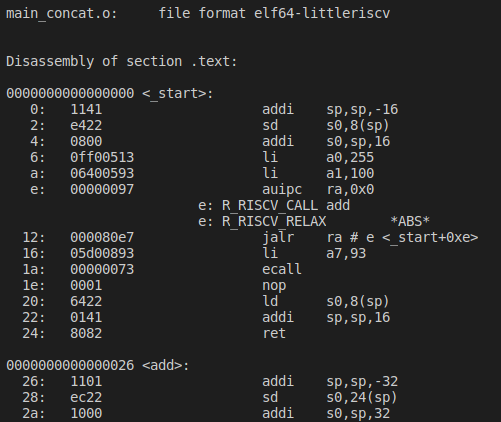 main_concat.o:     file format elf64-littleriscv
Disassembly of section .text:
0000000000000000 <_start>:
   0:   1141                    addi    sp,sp,-16
   2:   e422                    sd      s0,8(sp)
   4:   0800                    addi    s0,sp,16
   6:   0ff00513                li      a0,255
   a:   06400593                li      a1,100
   e:   00000097                auipc   ra,0x0
                        e: R_RISCV_CALL add
                        e: R_RISCV_RELAX        *ABS*
  12:   000080e7                jalr    ra # e <_start+0xe>
  16:   05d00893                li      a7,93
  1a:   00000073                ecall
  1e:   0001                    nop
  20:   6422                    ld      s0,8(sp)
  22:   0141                    addi    sp,sp,16
  24:   8082                    ret
0000000000000026 <add>:
  26:   1101                    addi    sp,sp,-32
  28:   ec22                    sd      s0,24(sp)
  2a:   1000                    addi    s0,sp,32